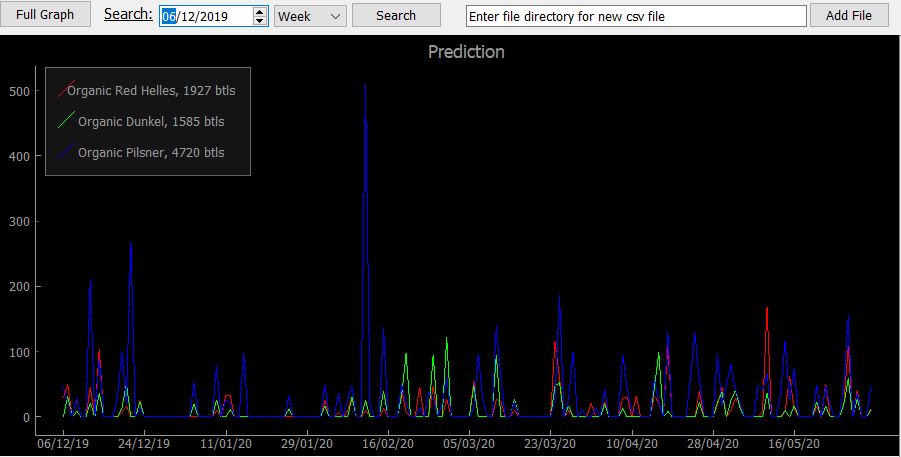 Full Graph
Search:
06/12/2019
Week
Search
Enter file directory for new csv file
Add File
Prediction
Organic Red Helles, 1927 btls
Organic Dunkel, 1585 btls
Organic Pilsner, 4720 btls
500
400
300
200
100
0
06/12/19 24/12/19 11/01/20 29/01/20 16/02/20 05/03/20 23/03/20 10/04/20 28/04/20 16/05/20